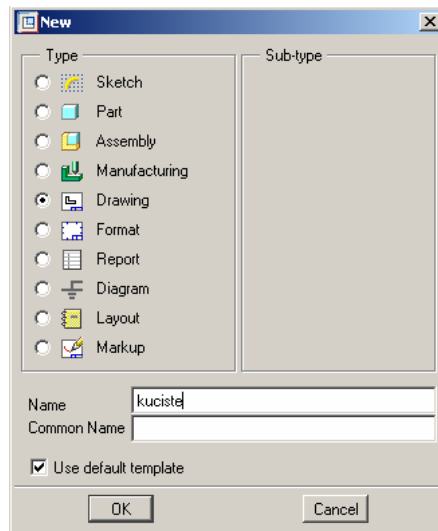 New
Type
Sub-type
Sketch
Part
Assembly
Manufacturing
Drawing
Format
Report
Diagram
Layout
Markup
Name kuciste
Common Name
Use default template
OK Cancel